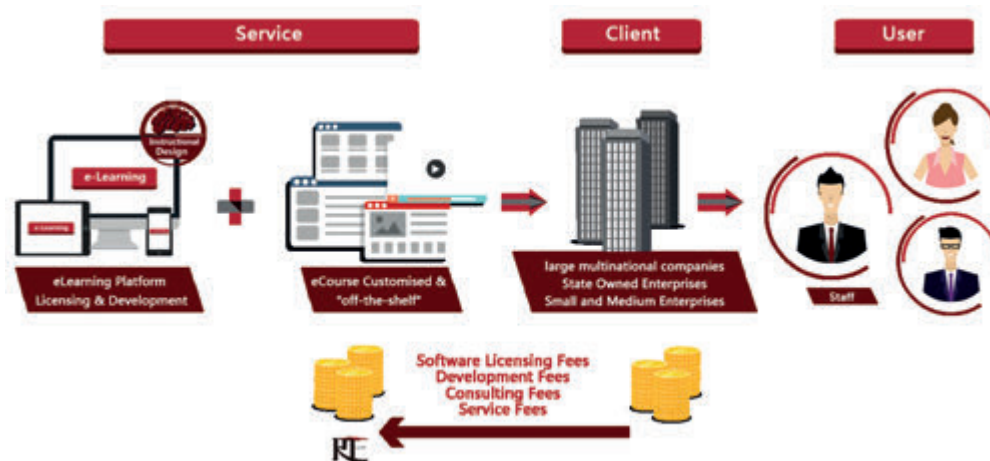 Service
Client
User
Instructional
Design
e-Learning
e-Learning
e-Learning
eLearning Platform
Licensing & Development
eCourse Customised &
"off-the-shelf"
large multinational companies
State Owned Enterprises
Small and Medium Enterprises
Staff
Software Licensing Fees
Development Fees
Consulting Fees
Service Fees